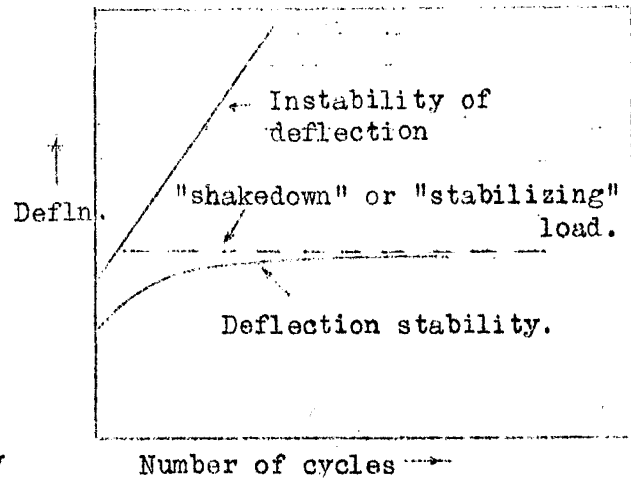 Instability of
deflection
"shakedown" or "stabilizing"
load.
Defln.
Deflection stability.
Number of cycles